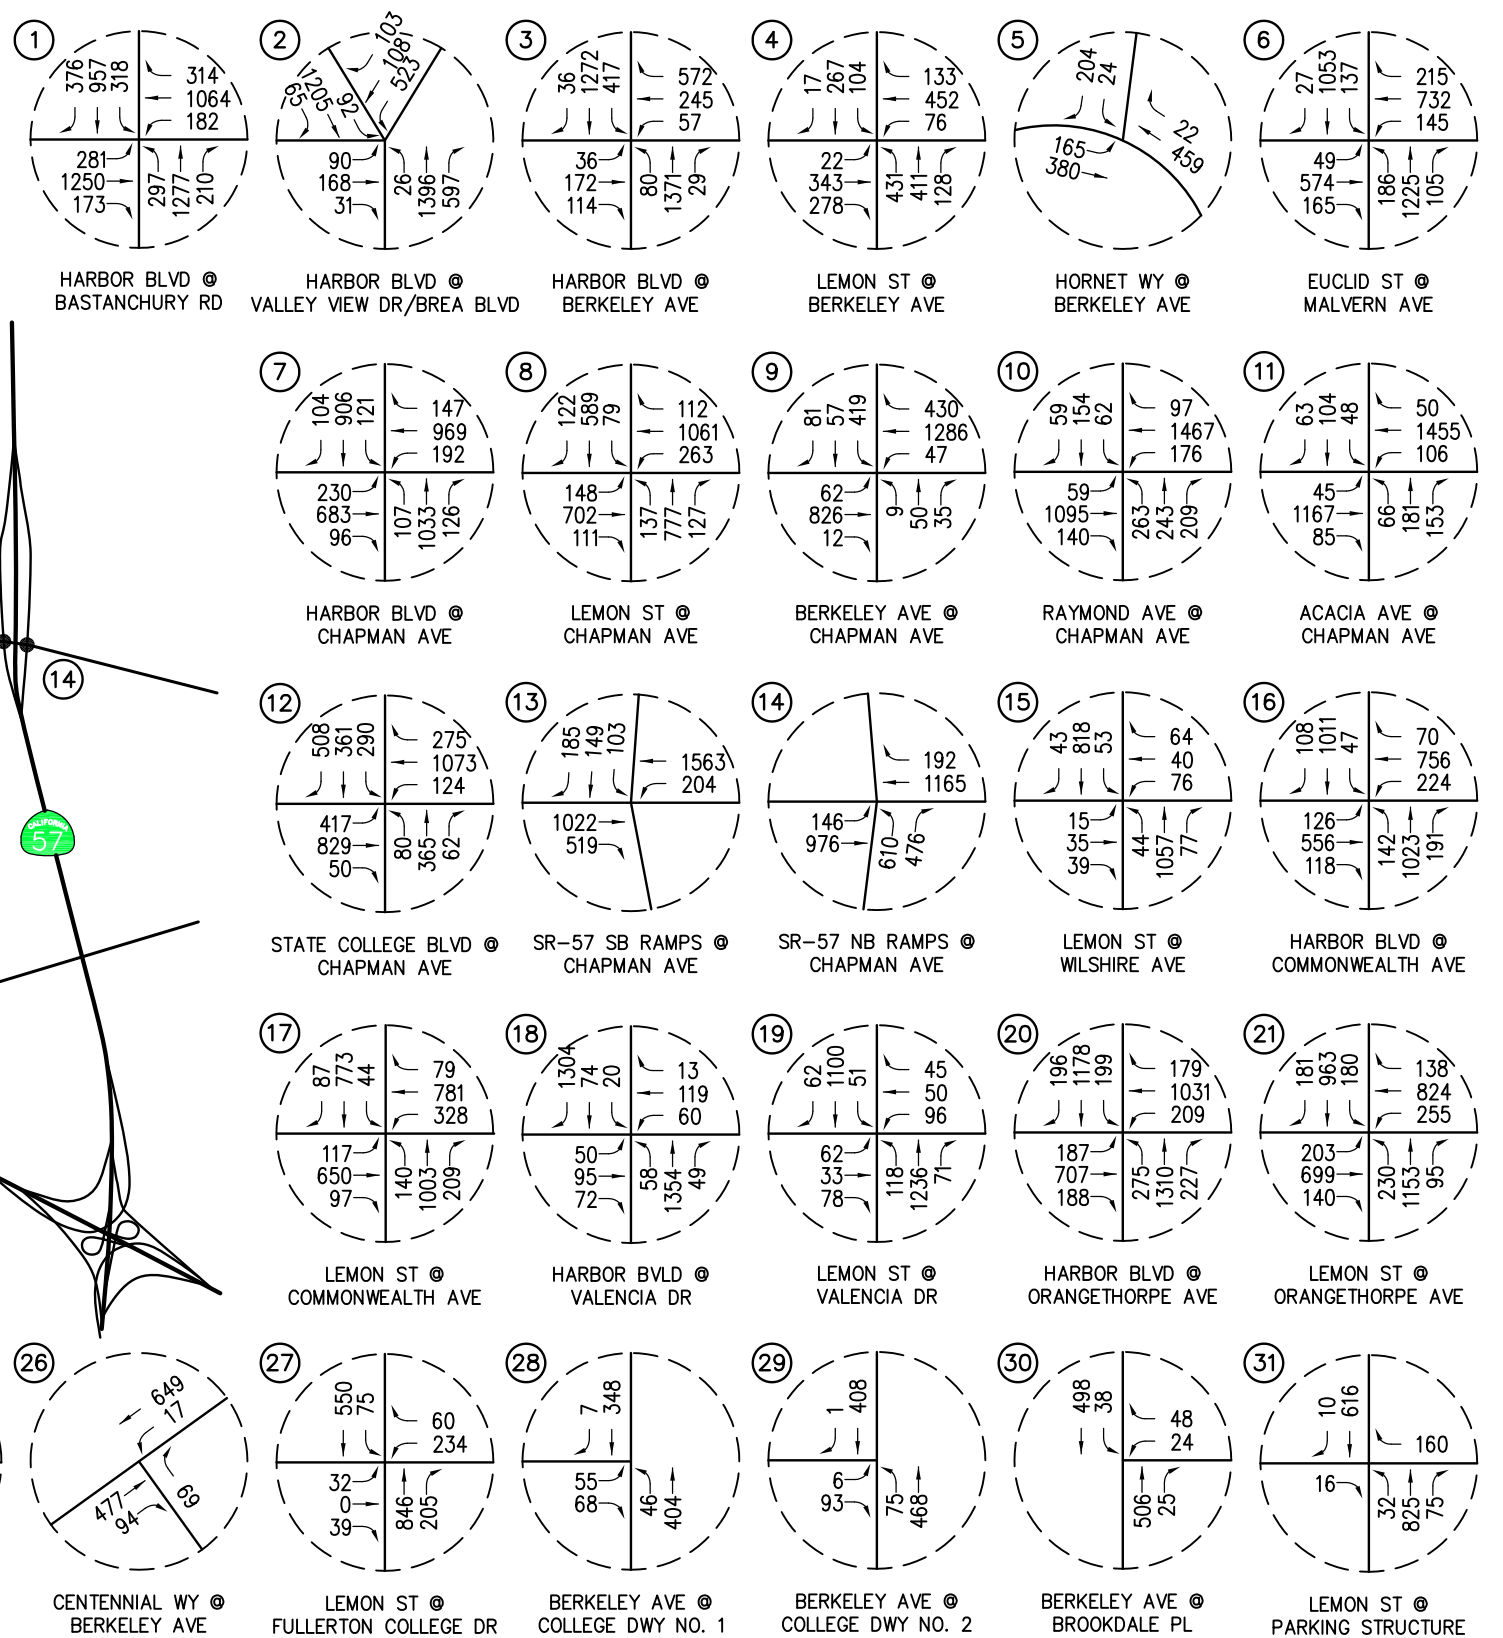 1
376 957 318
314
1064
182
281
1250
173
297 1277 210
HARBOR BLVD @
BASTANCHURY RD
2
65 1205 92
103 108 523
90
168
31
26 1396 597
HARBOR BLVD @
VALLEY VIEW DR/BREA BLVD
3
36 1272 417
572
245
57
36
172
114
80 1371 29
HARBOR BLVD @
BERKELEY AVE
4
17 267 104
133
452
76
22
343
278
431 411 128
LEMON ST @
BERKELEY AVE
5
204 24
22
459
165
380
HORNET WY @
BERKELEY AVE
6
27 1053 137
215
732
145
49
574
165
186 1225 105
EUCLID ST @
MALVERN AVE
7
104 906 121
147
969
192
230
683
96
107 1033 126
HARBOR BLVD @
CHAPMAN AVE
8
122 589 79
112
1061
263
148
702
111
137 777 127
LEMON ST @
CHAPMAN AVE
9
81 57 419
430
1286
47
62
826
12
9 50 35
BERKELEY AVE @
CHAPMAN AVE
10
59 154 62
97
1467
176
59
1095
140
263 243 209
RAYMOND AVE @
CHAPMAN AVE
11
63 104 48
50
1455
106
45
1167
85
66 181 153
ACACIA AVE @
CHAPMAN AVE
14
CALIFORNIA
57
12
508 361 290
275
1073
124
417
829
50
80 365 62
STATE COLLEGE BLVD @
CHAPMAN AVE
13
185 149 103
1563
204
1022
519
SR-57 SB RAMPS @
CHAPMAN AVE
14
192
1165
146
976
610 476
SR-57 NB RAMPS @
CHAPMAN AVE
15
43 818 53
64
40
76
15
35
39
44 1057 77
LEMON ST @
WILSHIRE AVE
16
108 1011 47
70
756
224
126
556
118
142 1023 191
HARBOR BLVD @
COMMONWEALTH AVE
17
87 773 44
79
781
328
117
650
97
140 1003 209
LEMON ST @
COMMONWEALTH AVE
18
1304 74 20
13
119
60
50
95
72
58 1354 49
HARBOR BVLD @
VALENCIA DR
19
62 1100 51
45
50
96
62
33
78
118 1236 71
LEMON ST @
VALENCIA DR
20
196 1178 199
179
1031
209
187
707
188
275 1310 227
HARBOR BLVD @
ORANGETHORPE AVE
21
181 963 180
138
824
255
203
699
140
230 1153 95
LEMON ST @
ORANGETHORPE AVE
26
649
17
477
94
69
CENTENNIAL WY @
BERKELEY AVE
27
550 75
60
234
32
0
39
846 205
LEMON ST @
FULLERTON COLLEGE DR
28
7 348
55
68
46 404
BERKELEY AVE @
COLLEGE DWY NO. 1
29
1 408
6
93
75 468
BERKELEY AVE @
COLLEGE DWY NO. 2
30
498 38
48
24
506 25
BERKELEY AVE @
BROOKDALE PL
31
10 616
160
16
32 825 75
LEMON ST @
PARKING STRUCTURE